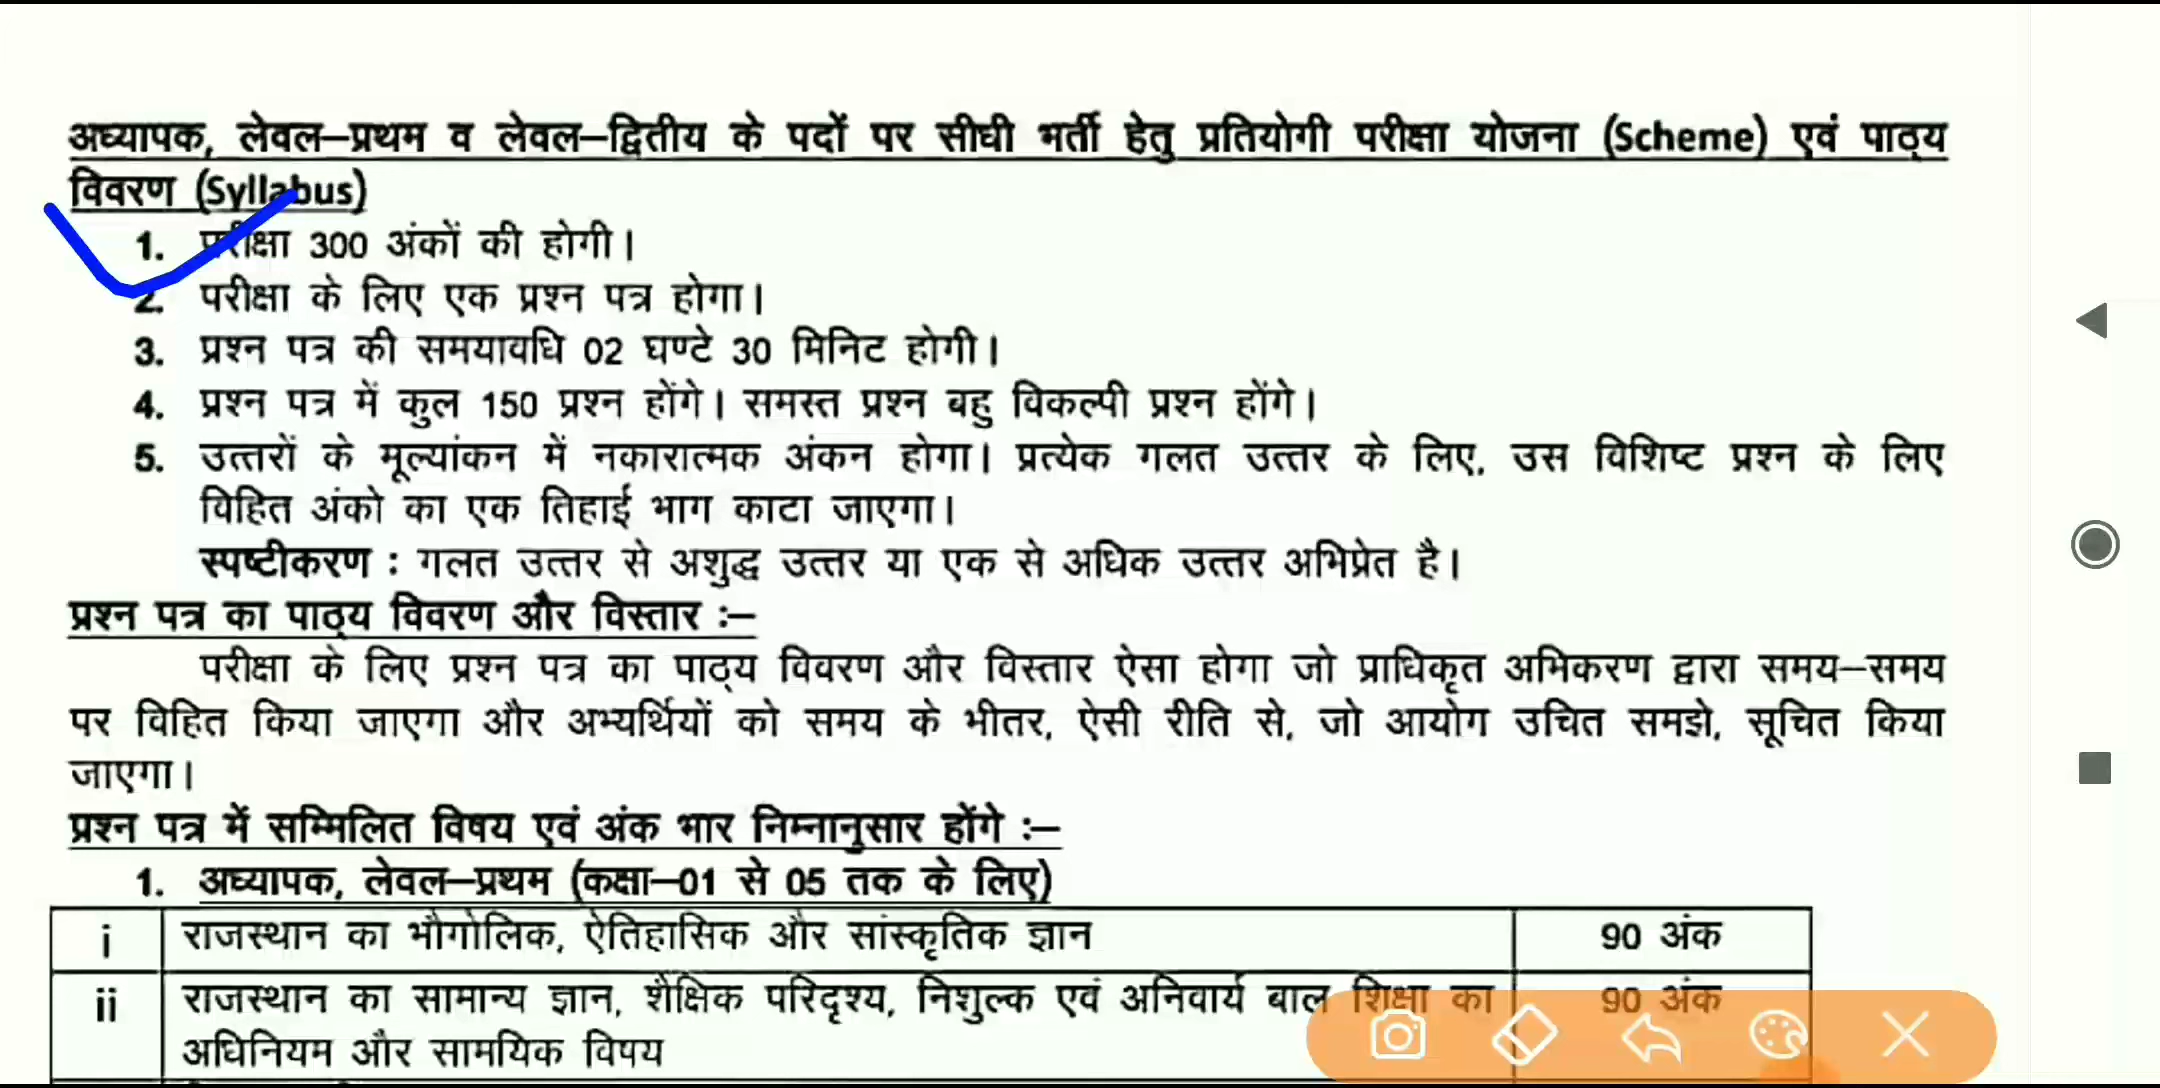 अध्यापक, लेवल–प्रथम व लेवल–द्वितीय के पदों पर सीधी भर्ती हेतु प्रतियोगी परीक्षा योजना (Scheme) एवं पाठ्य
विवरण (Syllabus)
1. परीक्षा 300 अंकों की होगी।
2. परीक्षा के लिए एक प्रश्न पत्र होगा।
3. प्रश्न पत्र की समयावधि 02 घण्टे 30 मिनिट होगी।
4. प्रश्न पत्र में कुल 150 प्रश्न होंगे। समस्त प्रश्न बहु विकल्पी प्रश्न होंगे।
5. उत्तरों के मूल्यांकन में नकारात्मक अंकन होगा। प्रत्येक गलत उत्तर के लिए, उस विशिष्ट प्रश्न के लिए
विहित अंको का एक तिहाई भाग काटा जाएगा।
स्पष्टीकरण : गलत उत्तर से अशुद्ध उत्तर या एक से अधिक उत्तर अभिप्रेत है।
प्रश्न पत्र का पाठ्य विवरण और विस्तार :–
परीक्षा के लिए प्रश्न पत्र का पाठ्य विवरण और विस्तार ऐसा होगा जो प्राधिकृत अभिकरण द्वारा समय–समय
पर विहित किया जाएगा और अभ्यर्थियों को समय के भीतर, ऐसी रीति से, जो आयोग उचित समझे, सूचित किया
जाएगा।
प्रश्न पत्र में सम्मिलित विषय एवं अंक भार निम्नानुसार होंगे :–
1. अध्यापक, लेवल–प्रथम (कक्षा–01 से 05 तक के लिए)
i राजस्थान का भौगोलिक, ऐतिहासिक और सांस्कृतिक ज्ञान 90 अंक
ii राजस्थान का सामान्य ज्ञान, शैक्षिक परिदृश्य, निशुल्क एवं अनिवार्य बाल शिक्षा का 90 अंक
अधिनियम और सामयिक विषय